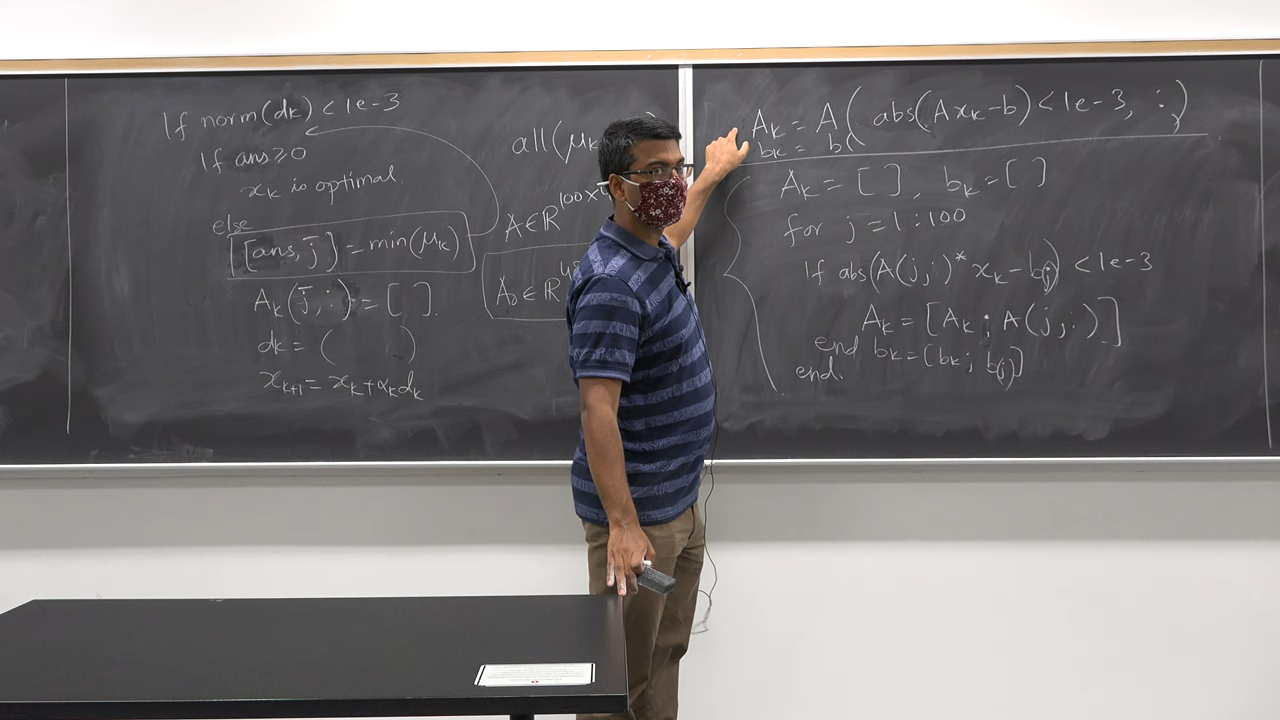 If norm(dk) < 1e-3
If ans ≥ 0
xk is optimal.
else
[ans, j̄] = min(μk)
Ak(j̄, :) = [ ].
dk = ( )
xk+1 = xk + αk dk
all(μk
A ∈ ℝ^100×
A0 ∈ ℝ
Ak = A(abs(Axk - b) < 1e-3, :)
bk = b(
Ak = [ ], bk = [ ]
for j = 1 : 100
If abs(A(j, :) * xk - b(j)) < 1e-3
Ak = [Ak ; A(j, :)]
end bk = [bk; b(j)]
end.